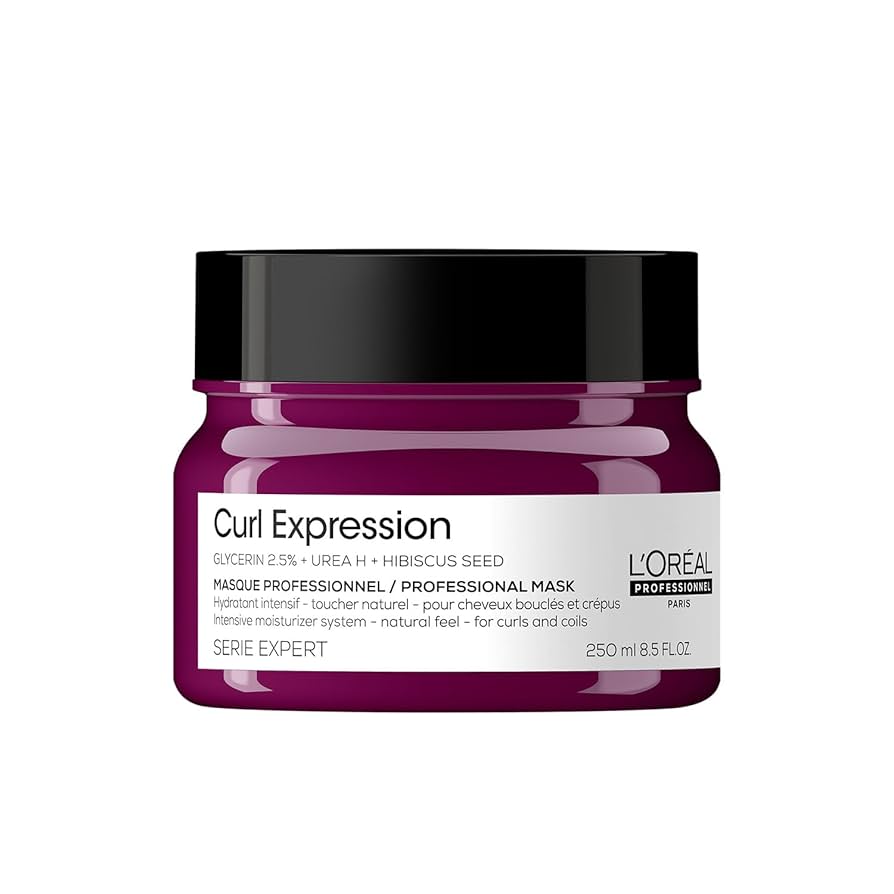 Curl Expression
GLYCERIN 2.5% + UREA H + HIBISCUS SEED
MASQUE PROFESSIONNEL / PROFESSIONAL MASK
Hydratant intensif - toucher naturel - pour cheveux bouclés et crépus
Intensive moisturizer system - natural feel - for curls and coils
SERIE EXPERT
250 ml 8.5 FL.OZ.
L'ORÉAL
PROFESSIONNEL
PARIS